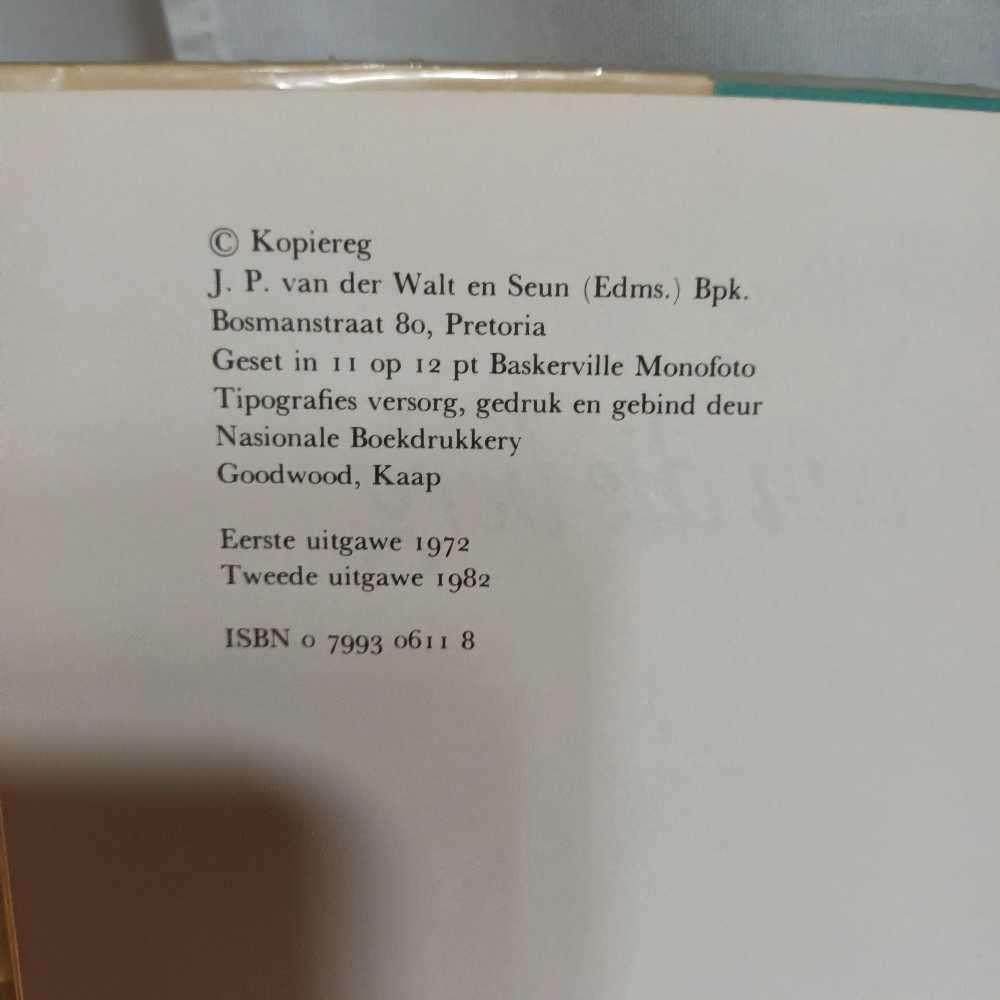 © Kopiereg
J. P. van der Walt en Seun (Edms.) Bpk.
Bosmanstraat 80, Pretoria
Geset in 11 op 12 pt Baskerville Monofoto
Tipografies versorg, gedruk en gebind deur
Nasionale Boekdrukkery
Goodwood, Kaap
Eerste uitgawe 1972
Tweede uitgawe 1982
ISBN 0 7993 0611 8